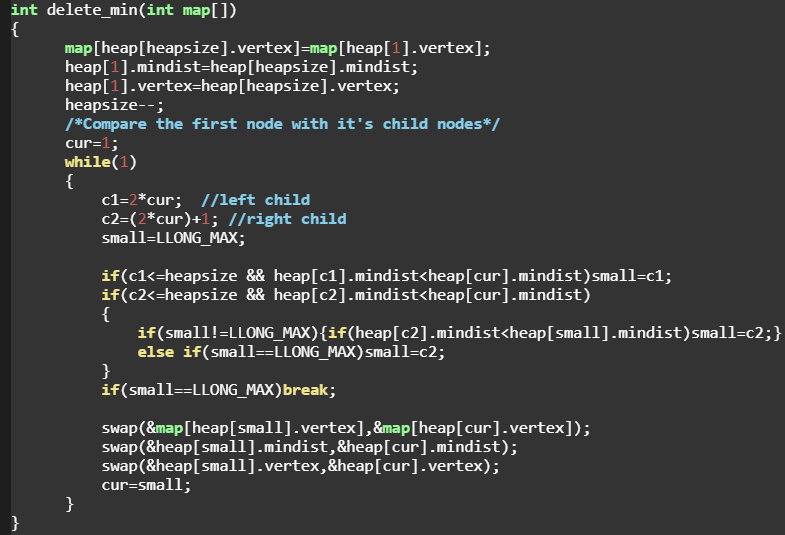 int delete_min(int map[])
{
map[heap[heapsize].vertex]=map[heap[1].vertex];
heap[1].mindist=heap[heapsize].mindist;
heap[1].vertex=heap[heapsize].vertex;
heapsize--;
/*Compare the first node with it's child nodes*/
cur=1;
while(1)
{
c1=2*cur;  //left child
c2=(2*cur)+1; //right child
small=LLONG_MAX;
if(c1<=heapsize && heap[c1].mindist<heap[cur].mindist)small=c1;
if(c2<=heapsize && heap[c2].mindist<heap[cur].mindist)
{
if(small!=LLONG_MAX){if(heap[c2].mindist<heap[small].mindist)small=c2;}
else if(small==LLONG_MAX)small=c2;
}
if(small==LLONG_MAX)break;
swap(&map[heap[small].vertex],&map[heap[cur].vertex]);
swap(&heap[small].mindist,&heap[cur].mindist);
swap(&heap[small].vertex,&heap[cur].vertex);
cur=small;
}
}